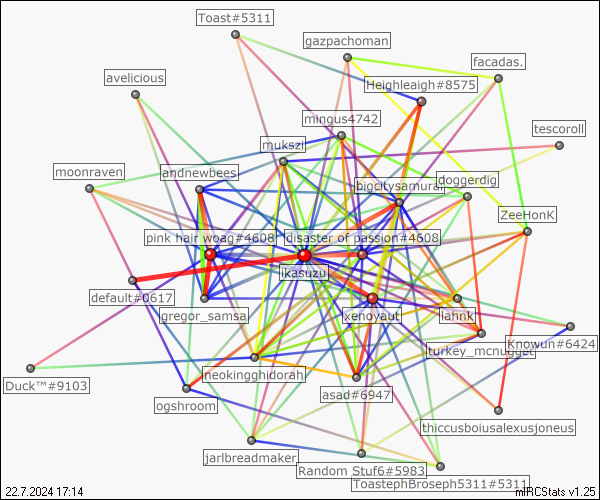 Toast#5311
gazpachoman
facadas.
avelicious
Heighleaigh#8575
mingus4742
tescoroll
mukszi
moonraven
andnewbees
doggerdig
bigcitysamurai
ZeeHonK
pink hair woag#4608
disaster of passion#4608
ikasuzu
default#0617
gregor_samsa
xenoyaut
lahnk
Knowun#6424
turkey_mcnugget
neokingghidorah
Duck™#9103
asad#6947
ogshroom
thiccusboiusalexusjoneus
jarlbreadmaker
Random_Stuf6#5983
ToastephBroseph5311#5311
22.7.2024 17:14
mIRCStats v1.25